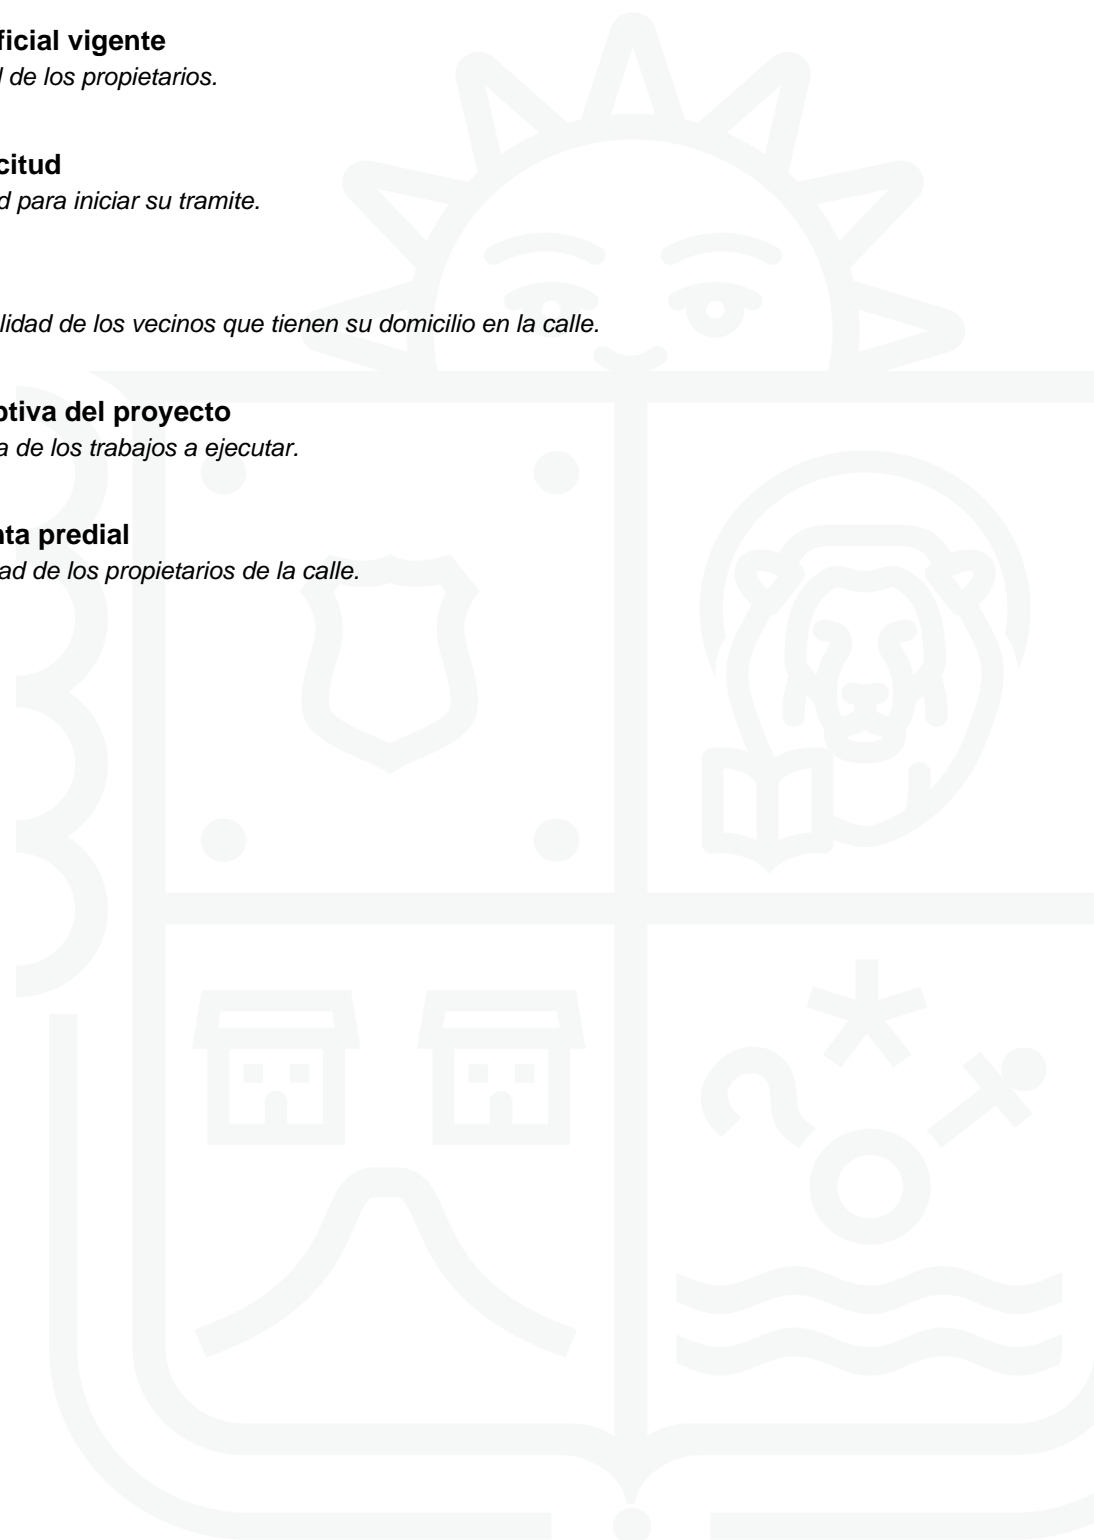 ficial vigente
l de los propietarios.
citud
d para iniciar su tramite.
lidad de los vecinos que tienen su domicilio en la calle.
ptiva del proyecto
a de los trabajos a ejecutar.
nta predial
ad de los propietarios de la calle.